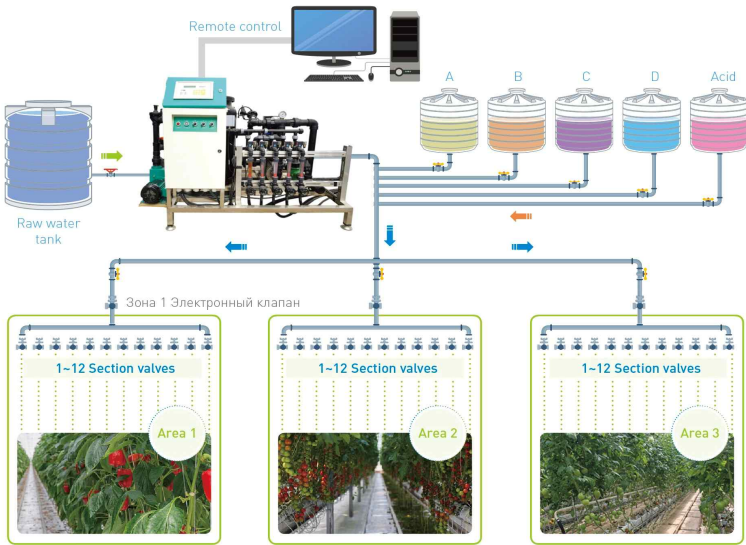 Remote control
A
B
C
D
Acid
Raw water
tank
Зона 1 Электронный клапан
1~12 Section valves
1~12 Section valves
1~12 Section valves
Area 1
Area 2
Area 3